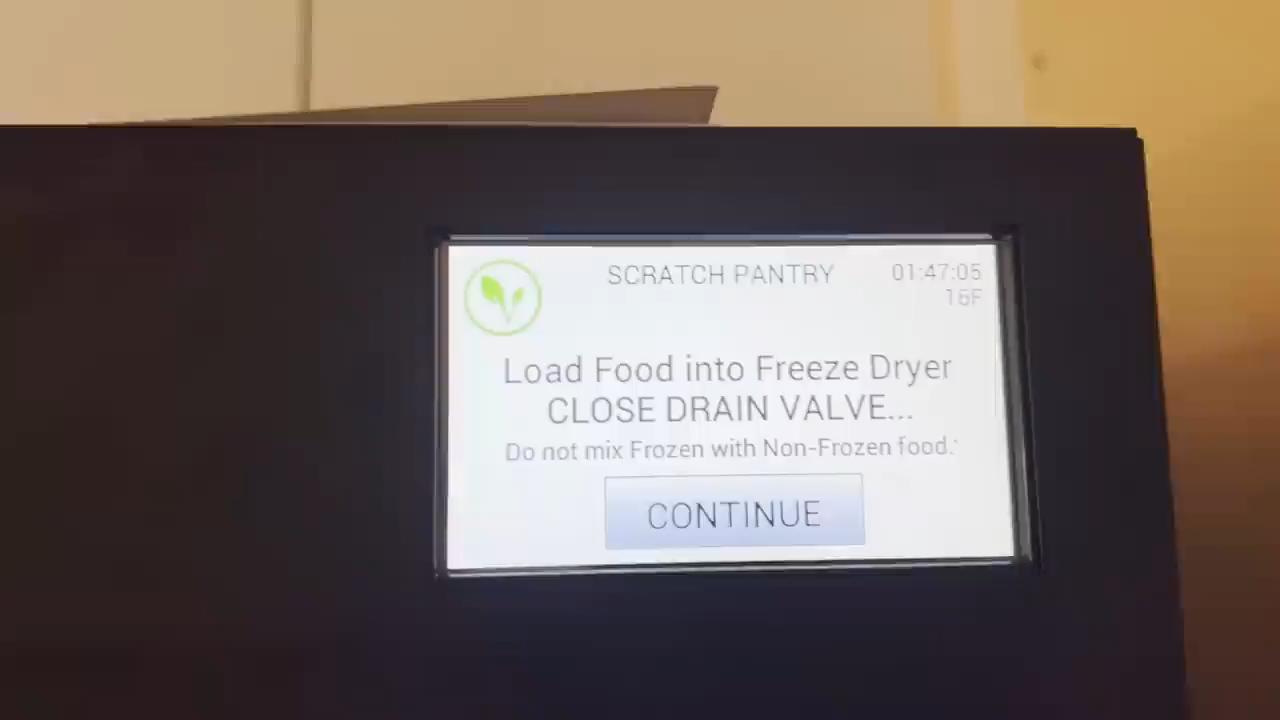 SCRATCH PANTRY
01:47:05
16F
Load Food into Freeze Dryer
CLOSE DRAIN VALVE...
Do not mix Frozen with Non-Frozen food.
CONTINUE